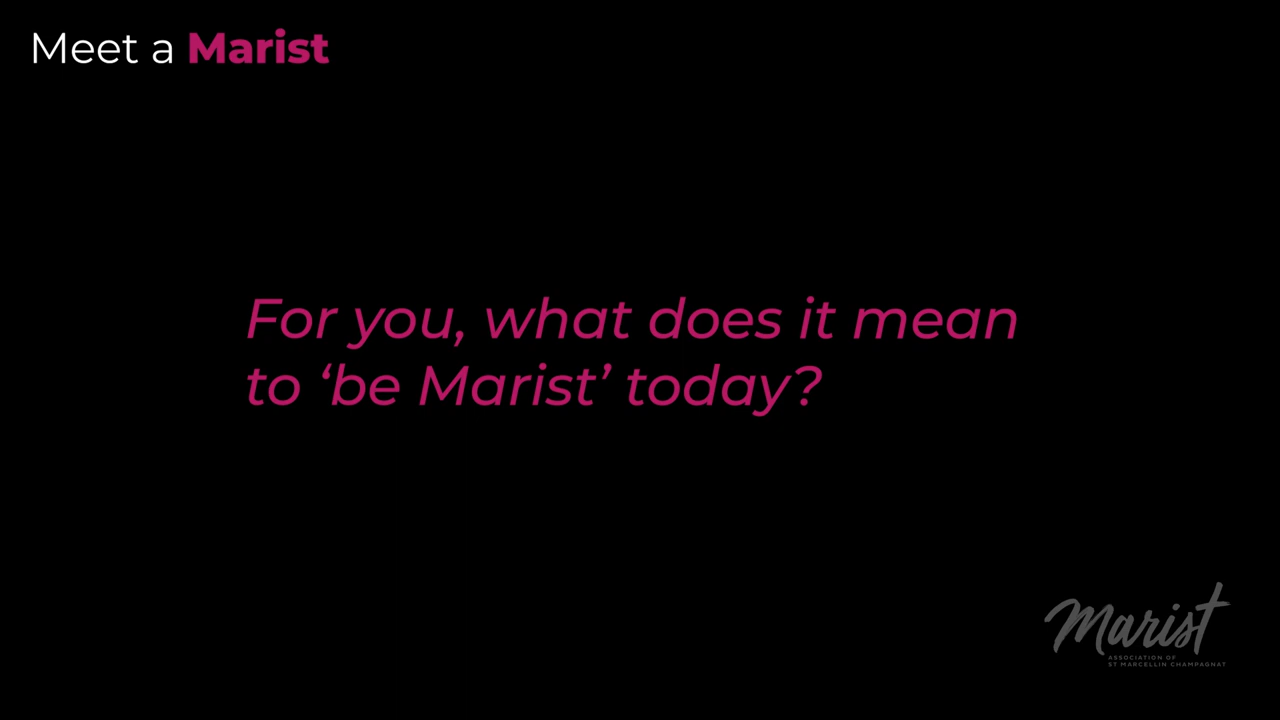 Meet a Marist
For you, what does it mean
to ‘be Marist’ today?
Marist
ASSOCIATION OF
ST MARCELLIN CHAMPAGNAT